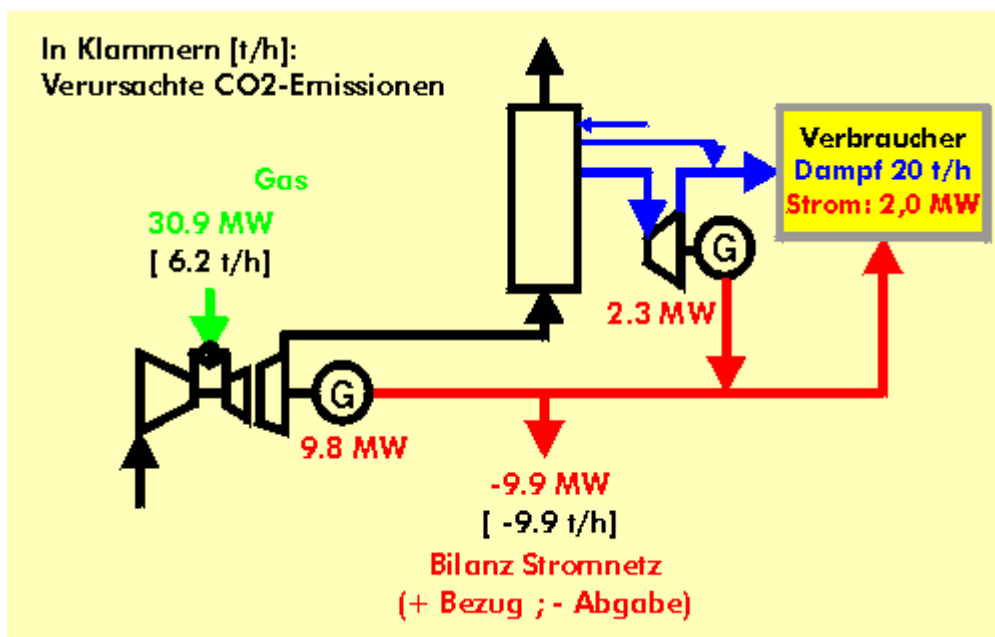 In Klammern [t/h]:
Verursachte CO2-Emissionen
Gas
30.9 MW
[ 6.2 t/h]
Verbraucher
Dampf 20 t/h
Strom: 2,0 MW
G
2.3 MW
G
9.8 MW
-9.9 MW
[ -9.9 t/h]
Bilanz Stromnetz
(+ Bezug ; - Abgabe)